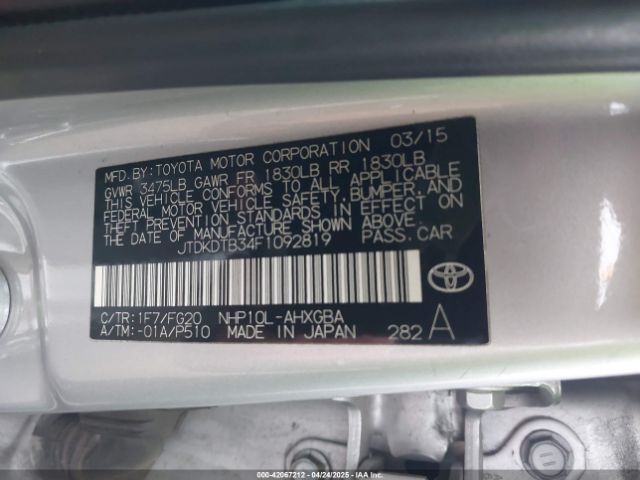 MFD.BY:TOYOTA MOTOR CORPORATION 03/15
GVWR 3475LB GAWR FR 1830LB RR 1830LB
THIS VEHICLE CONFORMS TO ALL APPLICABLE
FEDERAL MOTOR VEHICLE SAFETY,BUMPER,AND
THEFT PREVENTION STANDARDS IN EFFECT ON
THE DATE OF MANUFACTURE SHOWN ABOVE.
JTDKDTB34F1092819 PASS.CAR
C/TR:1F7/FG20 NHP10L-AHXGBA
A/TM:-01A/P510 MADE IN JAPAN 282 A
000-42067212 - 04/24/2025 - IAAHQCR